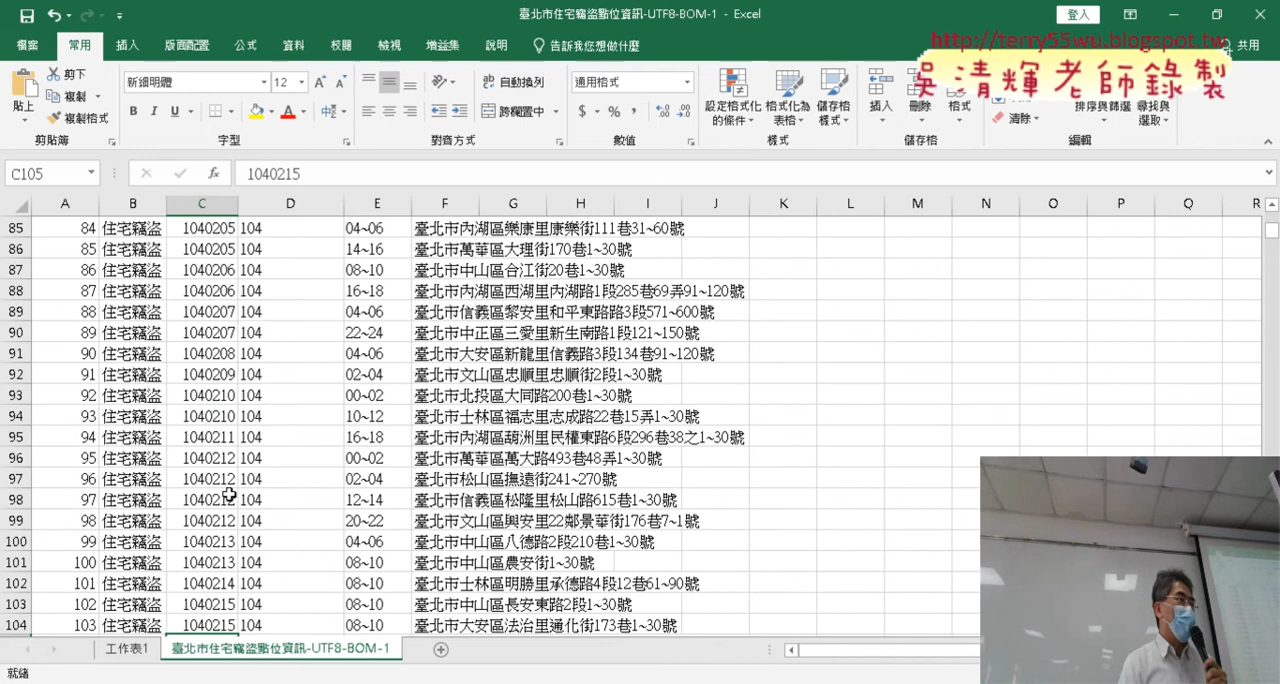 臺北市住宅竊盜點位資訊-UTF8-BOM-1 - Excel
登入
http://terry55wu.blogspot.tw
檔案 常用 插入 版面配置 公式 資料 校閱 檢視 增益集 說明 告訴我您想做什麼 共用
吳清輝老師錄製
貼上 剪下 複製 複製格式 剪貼簿
新細明體 12 B I U 字型
自動換列 跨欄置中 對齊方式
通用格式 $ % 數值
設定格式化的條件 格式化為表格 儲存格樣式 樣式
插入 刪除 格式 儲存格
清除 排序與篩選 尋找與選取 編輯
C105 fx 1040215
A B C D E F G H I J K L M N O P Q R
85 84 住宅竊盜 1040205 104 04~06 臺北市內湖區樂康里康樂街111巷31~60號
86 85 住宅竊盜 1040205 104 14~16 臺北市萬華區大理街170巷1~30號
87 86 住宅竊盜 1040206 104 08~10 臺北市中山區合江街20巷1~30號
88 87 住宅竊盜 1040206 104 16~18 臺北市內湖區西湖里內湖路1段285巷69弄91~120號
89 88 住宅竊盜 1040207 104 04~06 臺北市信義區黎安里和平東路路3段571~600號
90 89 住宅竊盜 1040207 104 22~24 臺北市中正區三愛里新生南路1段121~150號
91 90 住宅竊盜 1040208 104 04~06 臺北市大安區新龍里信義路3段134巷91~120號
92 91 住宅竊盜 1040209 104 02~04 臺北市文山區忠順里忠順街2段1~30號
93 92 住宅竊盜 1040210 104 00~02 臺北市北投區大同路200巷1~30號
94 93 住宅竊盜 1040210 104 10~12 臺北市士林區福志里志成路22巷15弄1~30號
95 94 住宅竊盜 1040211 104 16~18 臺北市內湖區葫洲里民權東路6段296巷38之1~30號
96 95 住宅竊盜 1040212 104 00~02 臺北市萬華區萬大路493巷48弄1~30號
97 96 住宅竊盜 1040212 104 02~04 臺北市松山區撫遠街241~270號
98 97 住宅竊盜 1040212 104 12~14 臺北市信義區松隆里松山路615巷1~30號
99 98 住宅竊盜 1040212 104 20~22 臺北市文山區興安里22鄰景華街176巷7~1號
100 99 住宅竊盜 1040213 104 04~06 臺北市中山區八德路2段210巷1~30號
101 100 住宅竊盜 1040213 104 08~10 臺北市中山區農安街1~30號
102 101 住宅竊盜 1040214 104 08~10 臺北市士林區明勝里承德路4段12巷61~90號
103 102 住宅竊盜 1040215 104 08~10 臺北市中山區長安東路2段1~30號
104 103 住宅竊盜 1040215 104 08~10 臺北市大安區法治里通化街173巷1~30號
工作表1 臺北市住宅竊盜點位資訊-UTF8-BOM-1
就緒